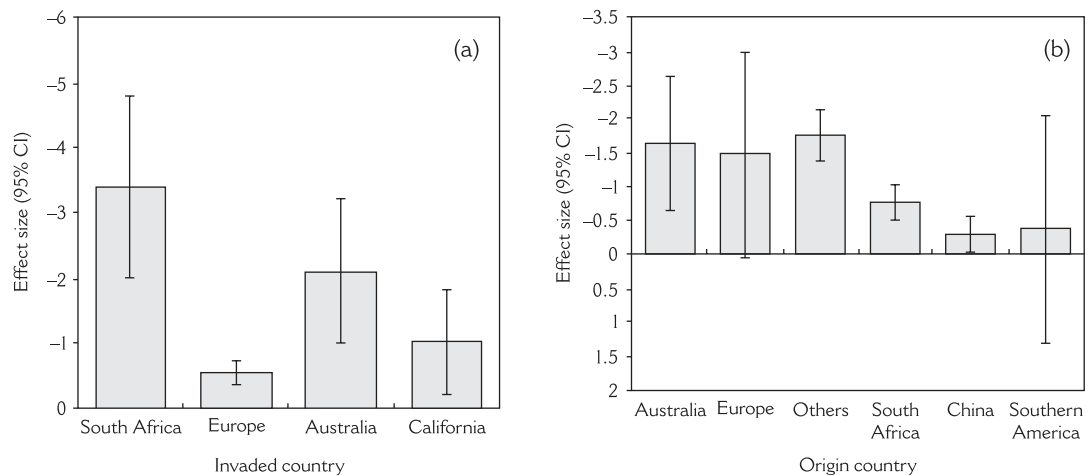 (a)
Effect size (95% CI)
–6
–5
–4
–3
–2
–1
0
South Africa
Europe
Australia
California
Invaded country
(b)
Effect size (95% CI)
–3.5
–3
–2.5
–2
–1.5
–1
–0.5
0
0.5
1
1.5
2
Australia
Europe
Others
South
Africa
China
Southern
America
Origin country